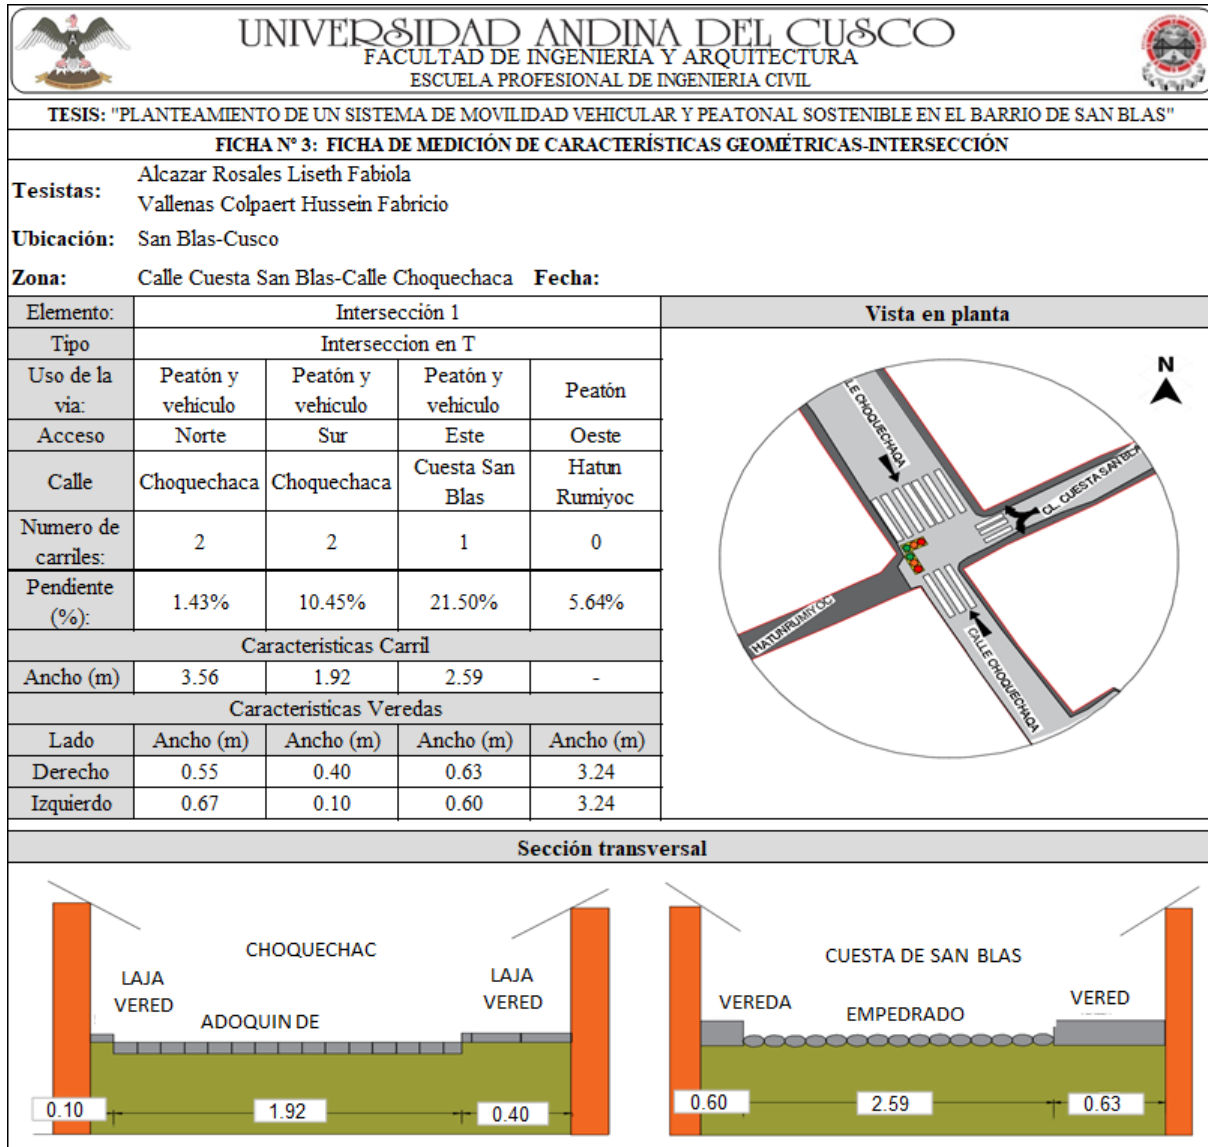 UNIVERSIDAD ANDINA DEL CUSCO
FACULTAD DE INGENIERIA Y ARQUITECTURA
ESCUELA PROFESIONAL DE INGENIERIA CIVIL
TESIS: "PLANTEAMIENTO DE UN SISTEMA DE MOVILIDAD VEHICULAR Y PEATONAL SOSTENIBLE EN EL BARRIO DE SAN BLAS"
FICHA Nº 3: FICHA DE MEDICIÓN DE CARACTERÍSTICAS GEOMÉTRICAS-INTERSECCIÓN
Tesistas: Alcazar Rosales Liseth Fabiola
Vallenas Colpaert Hussein Fabricio
Ubicación: San Blas-Cusco
Zona: Calle Cuesta San Blas-Calle Choquechaca Fecha:
Elemento: Intersección 1
Tipo Interseccion en T
Uso de la via: Peatón y vehículo Peatón y vehículo Peatón y vehículo Peatón
Acceso Norte Sur Este Oeste
Calle Choquechaca Choquechaca Cuesta San Blas Hatun Rumiyoc
Numero de carriles: 2 2 1 0
Pendiente (%): 1.43% 10.45% 21.50% 5.64%
Caracteristicas Carril
Ancho (m) 3.56 1.92 2.59 -
Caracteristicas Veredas
Lado Ancho (m) Ancho (m) Ancho (m) Ancho (m)
Derecho 0.55 0.40 0.63 3.24
Izquierdo 0.67 0.10 0.60 3.24
Vista en planta
N
LE CHOQUECHAQA
CL. CUESTA SAN BLA
HATUNRUMIYOC
CALLE CHOQUECHAQA
Sección transversal
CHOQUECHAC
LAJA
VERED
LAJA
VERED
ADOQUIN DE
0.10
1.92
0.40
CUESTA DE SAN BLAS
VEREDA
EMPEDRADO
VERED
0.60
2.59
0.63